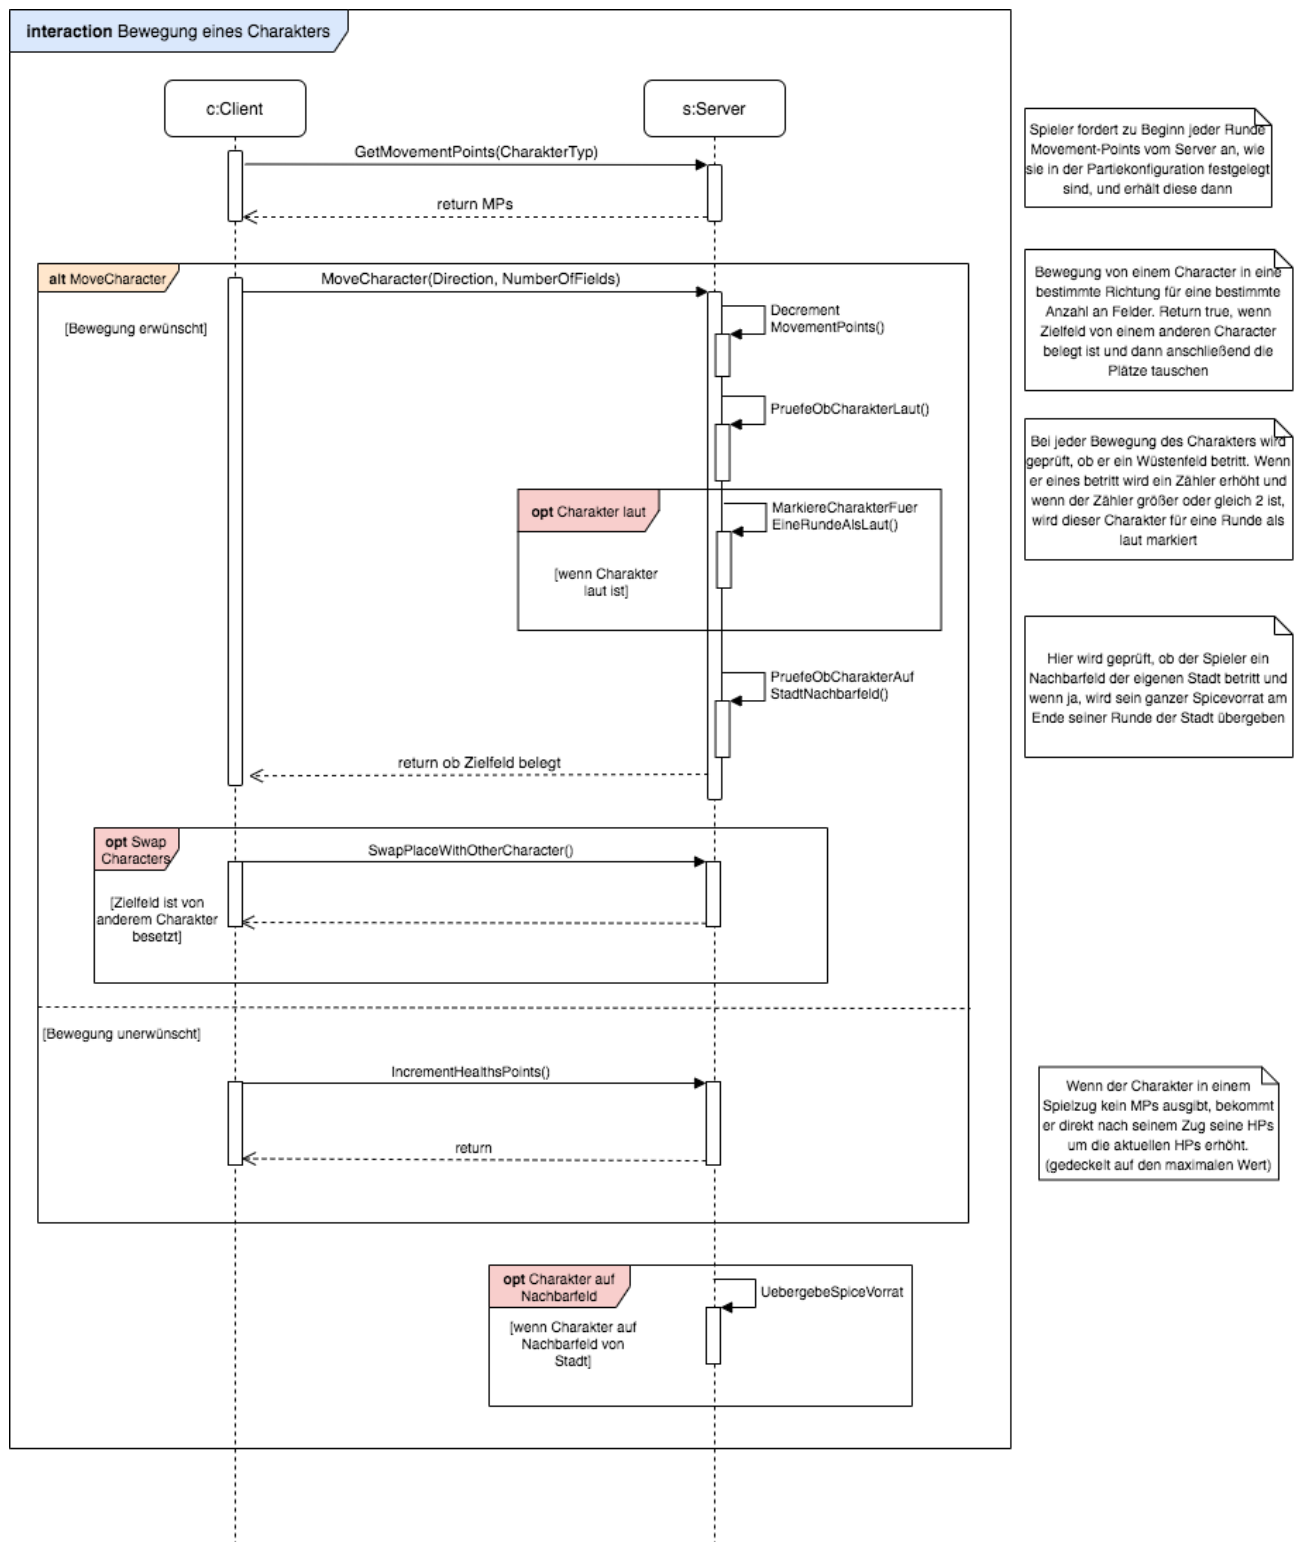 interaction Bewegung eines Charakters
c:Client
s:Server
GetMovementPoints(CharakterTyp)
return MPs
Spieler fordert zu Beginn jeder Runde
Movement-Points vom Server an, wie
sie in der Partiekonfiguration festgelegt
sind, und erhält diese dann
alt MoveCharacter
[Bewegung erwünscht]
MoveCharacter(Direction, NumberOfFields)
Decrement
MovementPoints()
Bewegung von einem Character in eine
bestimmte Richtung für eine bestimmte
Anzahl an Felder. Return true, wenn
Zielfeld von einem anderen Character
belegt ist und dann anschließend die
Plätze tauschen
PruefeObCharakterLaut()
Bei jeder Bewegung des Charakters wird
geprüft, ob er ein Wüstenfeld betritt. Wenn
er eines betritt wird ein Zähler erhöht und
wenn der Zähler größer oder gleich 2 ist,
wird dieser Charakter für eine Runde als
laut markiert
opt Charakter laut
[wenn Charakter
laut ist]
MarkiereCharakterFuer
EineRundeAlsLaut()
PruefeObCharakterAuf
StadtNachbarfeld()
Hier wird geprüft, ob der Spieler ein
Nachbarfeld der eigenen Stadt betritt und
wenn ja, wird sein ganzer Spicevorrat am
Ende seiner Runde der Stadt übergeben
return ob Zielfeld belegt
opt Swap
Characters
[Zielfeld ist von
anderem Charakter
besetzt]
SwapPlaceWithOtherCharacter()
[Bewegung unerwünscht]
IncrementHealthsPoints()
return
Wenn der Charakter in einem
Spielzug kein MPs ausgibt, bekommt
er direkt nach seinem Zug seine HPs
um die aktuellen HPs erhöht.
(gedeckelt auf den maximalen Wert)
opt Charakter auf
Nachbarfeld
[wenn Charakter auf
Nachbarfeld von
Stadt]
UebergebeSpiceVorrat